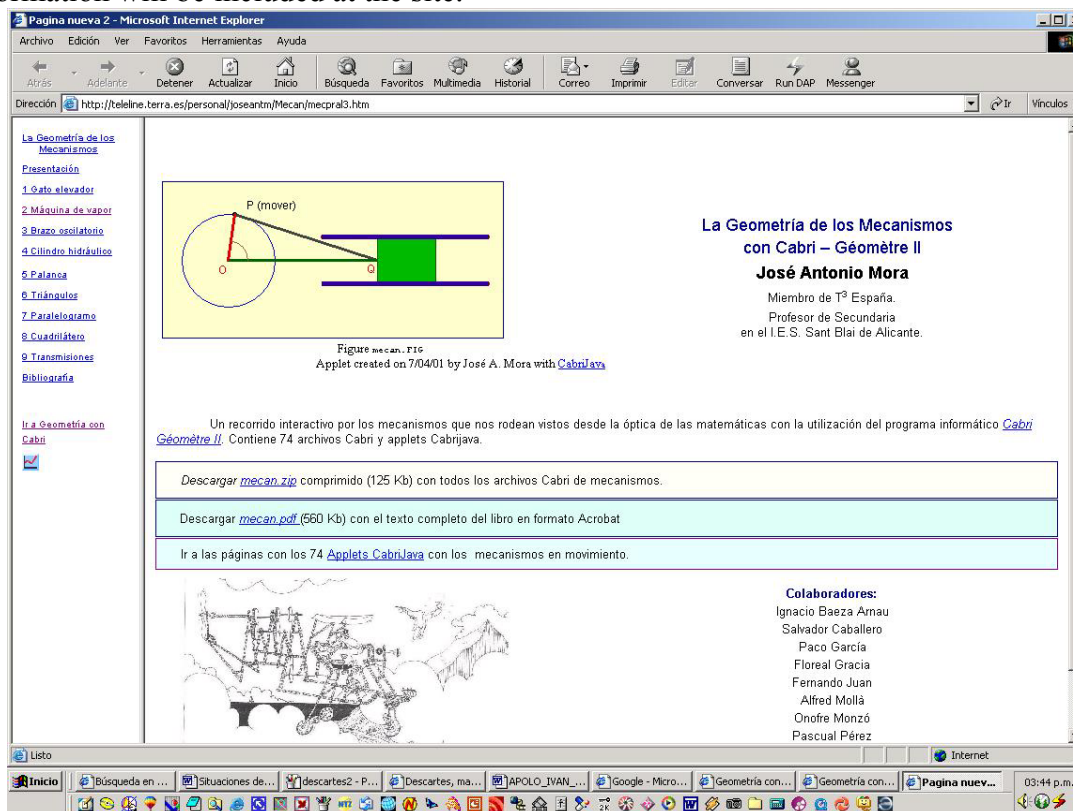 ormation will be included at the site.
Pagina nueva 2 - Microsoft Internet Explorer
Archivo Edición Ver Favoritos Herramientas Ayuda
Atrás Adelante Detener Actualizar Inicio Búsqueda Favoritos Multimedia Historial Correo Imprimir Editar Conversar Run DAP Messenger
Dirección http://teleline.terra.es/personal/joseantm/Mecan/mecpral3.htm Ir Vínculos
La Geometría de los
Mecanismos
Presentación
1 Gato elevador
2 Máquina de vapor
3 Brazo oscilatorio
4 Cilindro hidráulico
5 Palanca
6 Triángulos
7 Paralelogramo
8 Cuadrilátero
9 Transmisiones
Bibliografía
Ir a Geometría con
Cabri
P (mover)
O
Q
Figure mecan.FIG
Applet created on 7/04/01 by José A. Mora with CabriJava
La Geometría de los Mecanismos
con Cabri – Géomètre II
José Antonio Mora
Miembro de T³ España.
Profesor de Secundaria
en el I.E.S. Sant Blai de Alicante.
Un recorrido interactivo por los mecanismos que nos rodean vistos desde la óptica de las matemáticas con la utilización del programa informático Cabri
Géomètre II. Contiene 74 archivos Cabri y applets Cabrijava.
Descargar mecan.zip comprimido (125 Kb) con todos los archivos Cabri de mecanismos.
Descargar mecan.pdf (560 Kb) con el texto completo del libro en formato Acrobat
Ir a las páginas con los 74 Applets CabriJava con los mecanismos en movimiento.
Colaboradores:
Ignacio Baeza Arnau
Salvador Caballero
Paco García
Floreal Gracia
Fernando Juan
Alfred Mollà
Onofre Monzó
Pascual Pérez
Listo Internet
Inicio Búsqueda en ... Situaciones de... descartes2 - P... Descartes, ma... APOLO_IVAN_... Google - Micro... Geometría con... Geometría con... Pagina nuev... 03:44 p.m.